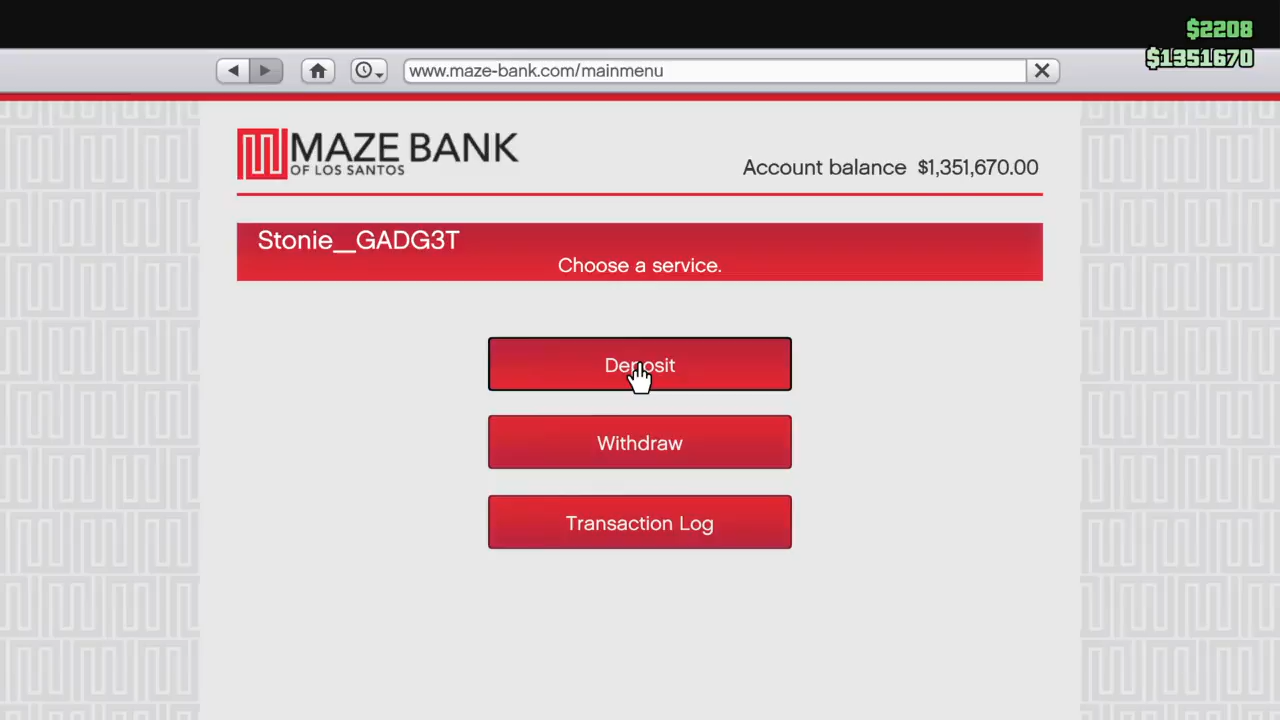 $2208
$1351670
www.maze-bank.com/mainmenu
MAZE BANK
OF LOS SANTOS
Account balance $1,351,670.00
Stonie__GADG3T
Choose a service.
Deposit
Withdraw
Transaction Log